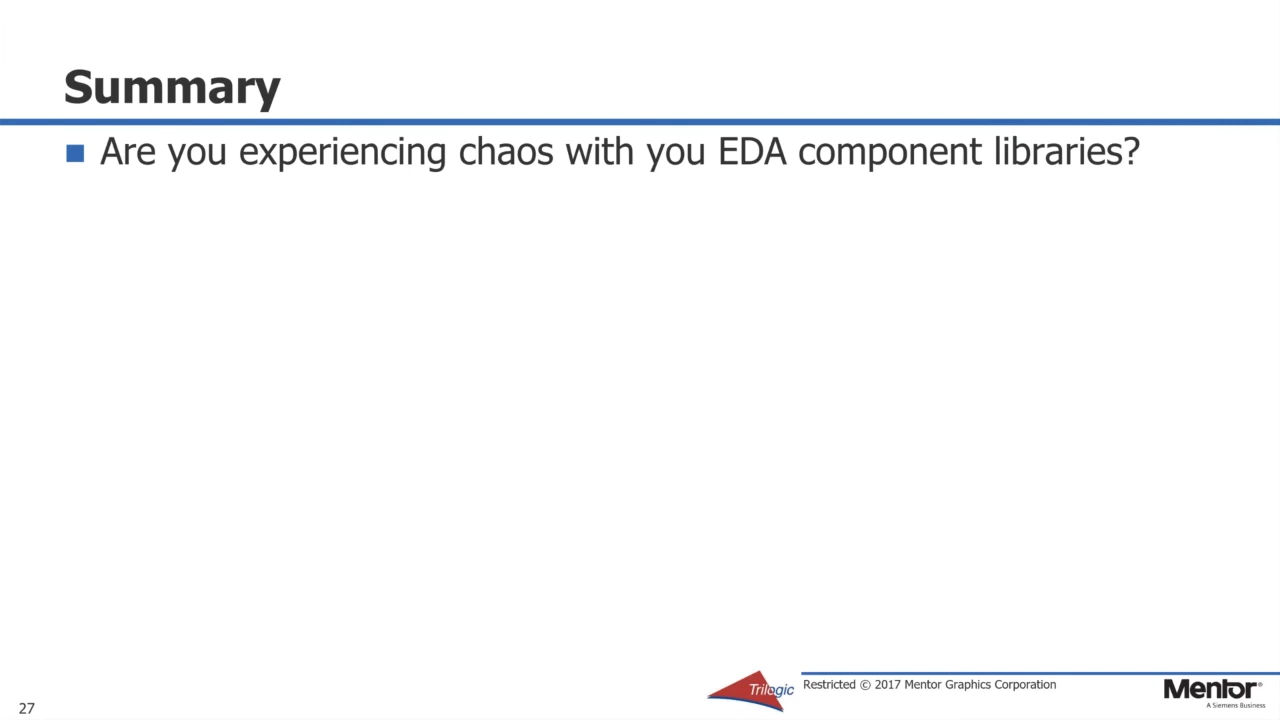 Summary
Are you experiencing chaos with you EDA component libraries?
Trilogic
Restricted © 2017 Mentor Graphics Corporation
Mentor®
A Siemens Business
27